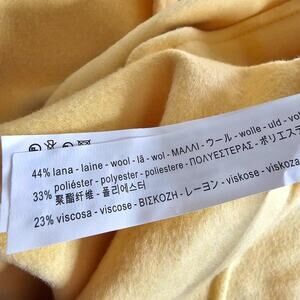 44% lana - laine - wool - lã - wol - ΜΑΛΛΙ - ウール - wolle - uld - vol
33% poliéster - polyester - poliestere - ΠΟΛΥΕΣΤΕΡΑΣ - ポリエステ
聚酯纤维 - 폴리에스터
23% viscosa - viscose - ΒΙΣΚΟΖΗ - レーヨン - viskose - viskoza